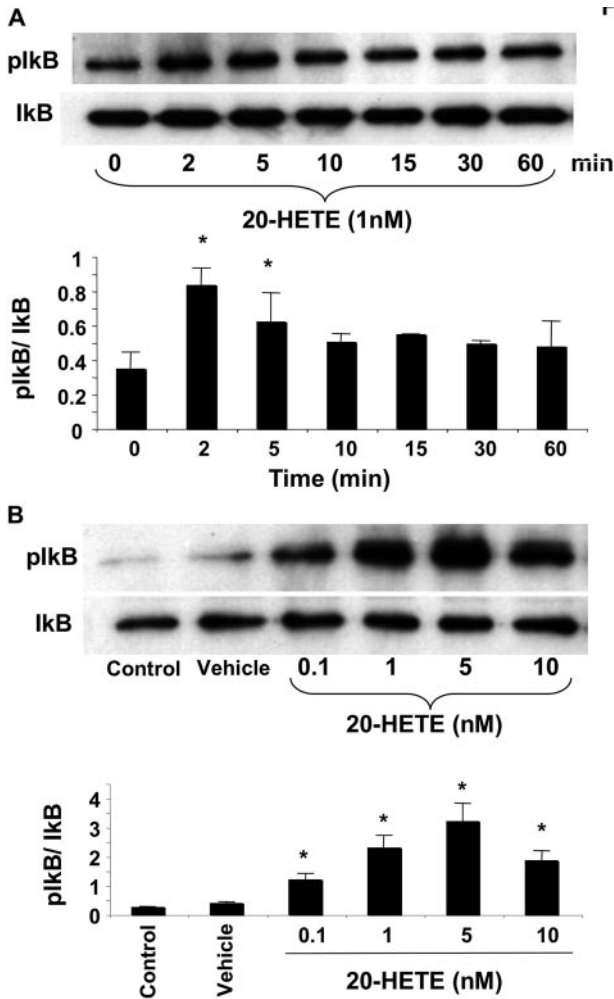 A
pIkB
IkB
0 2 5 10 15 30 60 min
20-HETE (1nM)
* *
pIkB/ IkB
1
0.8
0.6
0.4
0.2
0
0 2 5 10 15 30 60
Time (min)
B
pIkB
IkB
Control Vehicle 0.1 1 5 10
20-HETE (nM)
pIkB/ IkB
4
3
2
1
0
* * * *
Control Vehicle 0.1 1 5 10
20-HETE (nM)